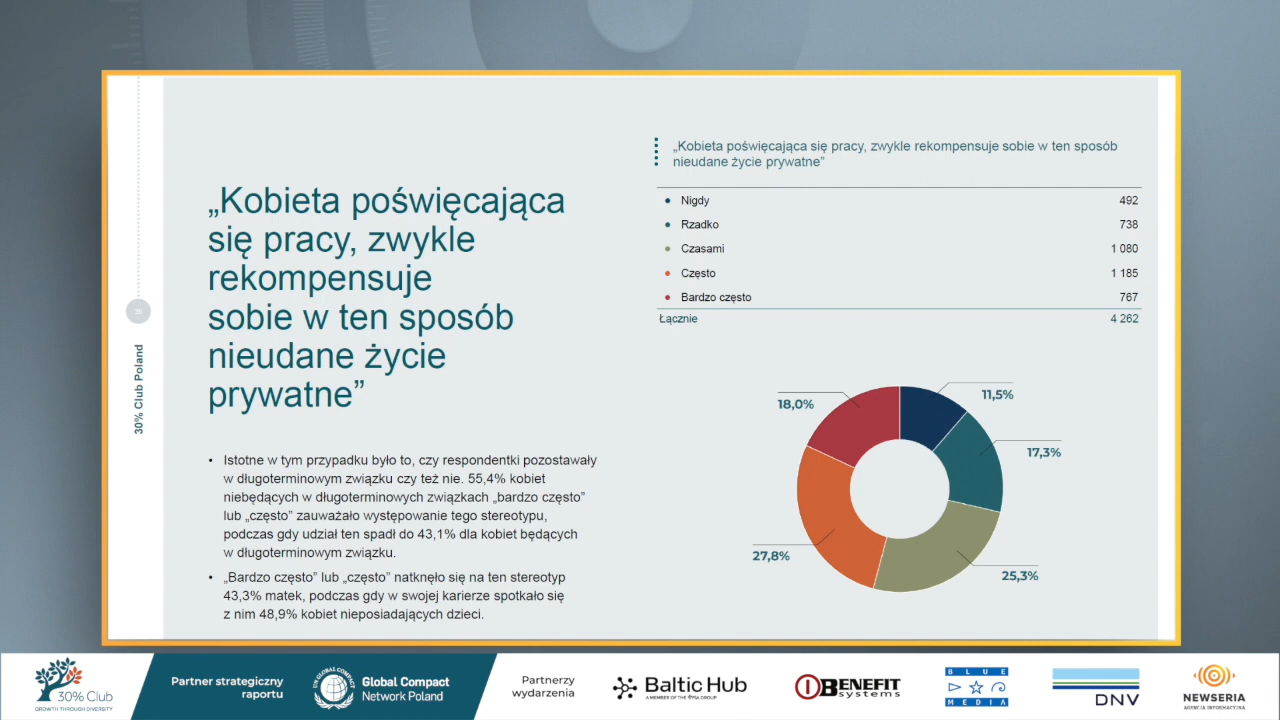 „Kobieta poświęcająca
się pracy, zwykle
rekompensuje
sobie w ten sposób
nieudane życie
prywatne”
• Istotne w tym przypadku było to, czy respondentki pozostawały
w długoterminowym związku czy też nie. 55,4% kobiet
niebędących w długoterminowych związkach „bardzo często”
lub „często” zauważało występowanie tego stereotypu,
podczas gdy udział ten spadł do 43,1% dla kobiet będących
w długoterminowym związku.
• „Bardzo często” lub „często” natknęło się na ten stereotyp
43,3% matek, podczas gdy w swojej karierze spotkało się
z nim 48,9% kobiet nieposiadających dzieci.
„Kobieta poświęcająca się pracy, zwykle rekompensuje sobie w ten sposób
nieudane życie prywatne”
Nigdy 492
Rzadko 738
Czasami 1 080
Często 1 185
Bardzo często 767
Łącznie 4 262
18,0%
11,5%
17,3%
27,8%
25,3%
30% Club Poland
30% Club
GROWTH THROUGH DIVERSITY
Partner strategiczny
raportu
Global Compact
Network Poland
Partnerzy
wydarzenia
Baltic Hub
A MEMBER OF THE PSA GROUP
BENEFIT
systems
BLUE
MEDIA
DNV
NEWSERIA
AGENCJA INFORMACYJNA